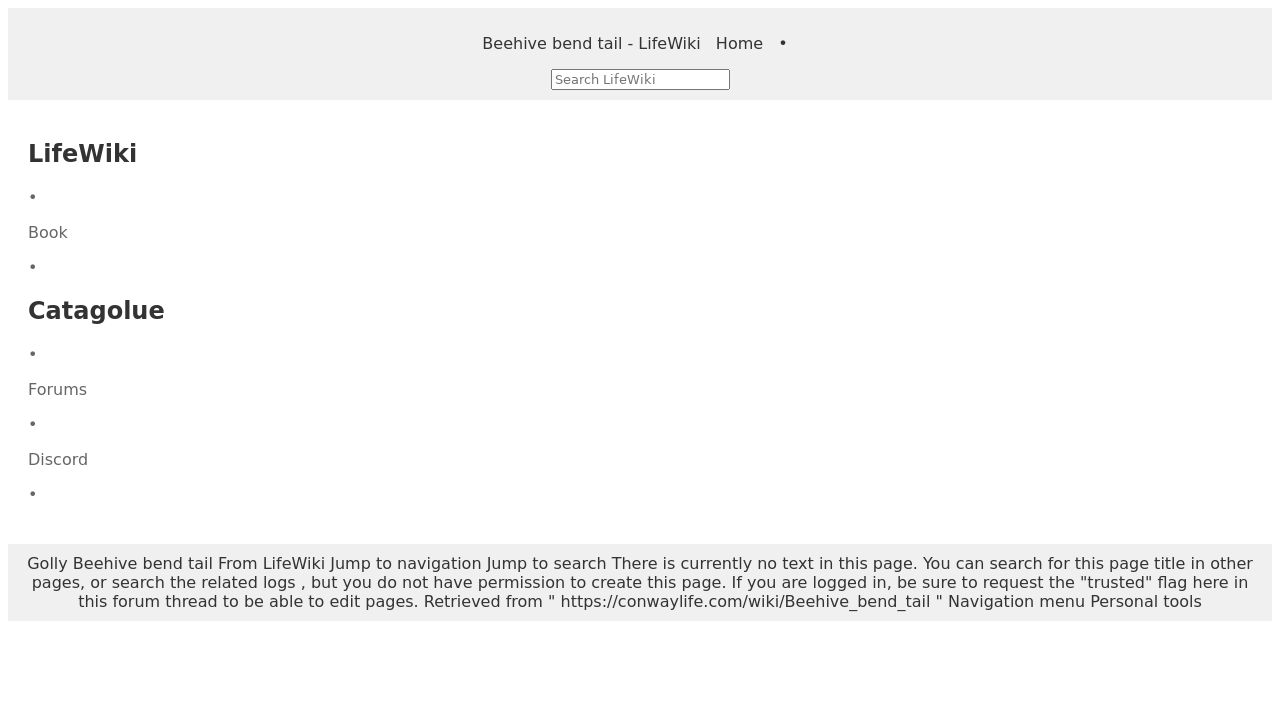 Beehive bend tail - LifeWiki Home •
Search LifeWiki
LifeWiki
•
Book
•
Catagolue
•
Forums
•
Discord
•
Golly Beehive bend tail From LifeWiki Jump to navigation Jump to search There is currently no text in this page. You can search for this page title in other
pages, or search the related logs , but you do not have permission to create this page. If you are logged in, be sure to request the "trusted" flag here in
this forum thread to be able to edit pages. Retrieved from " https://conwaylife.com/wiki/Beehive_bend_tail " Navigation menu Personal tools